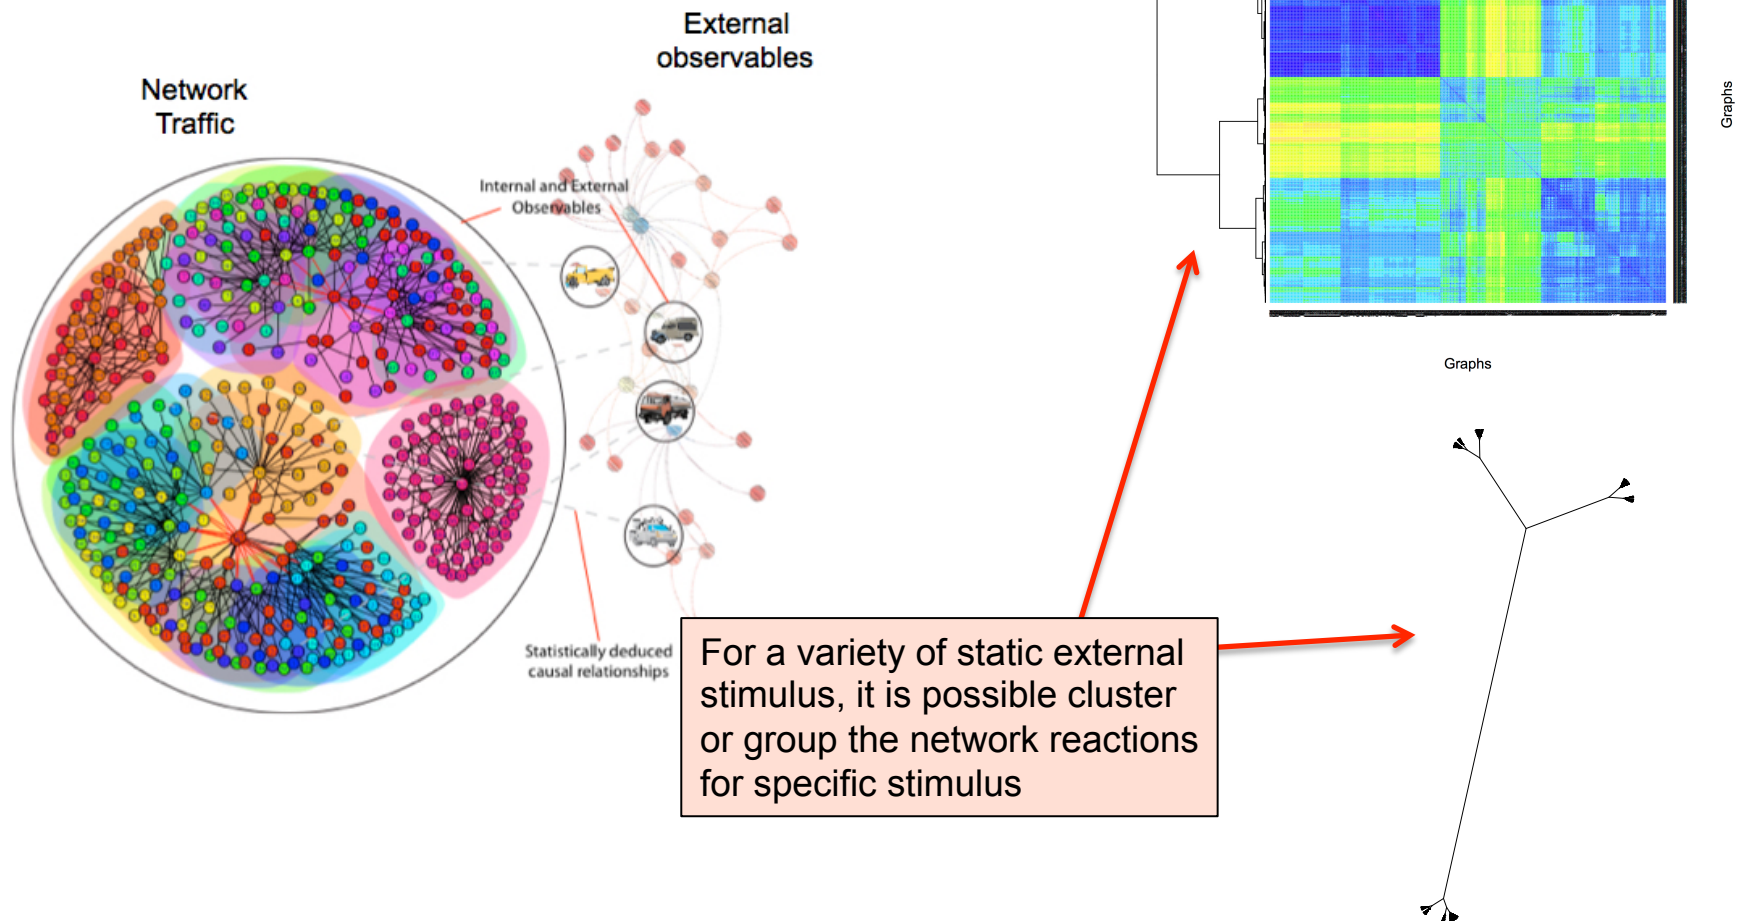 External
observables
Network
Traffic
Internal and External
Observables
Statistically deduced
causal relationships
For a variety of static external
stimulus, it is possible cluster
or group the network reactions
for specific stimulus
Graphs
Graphs